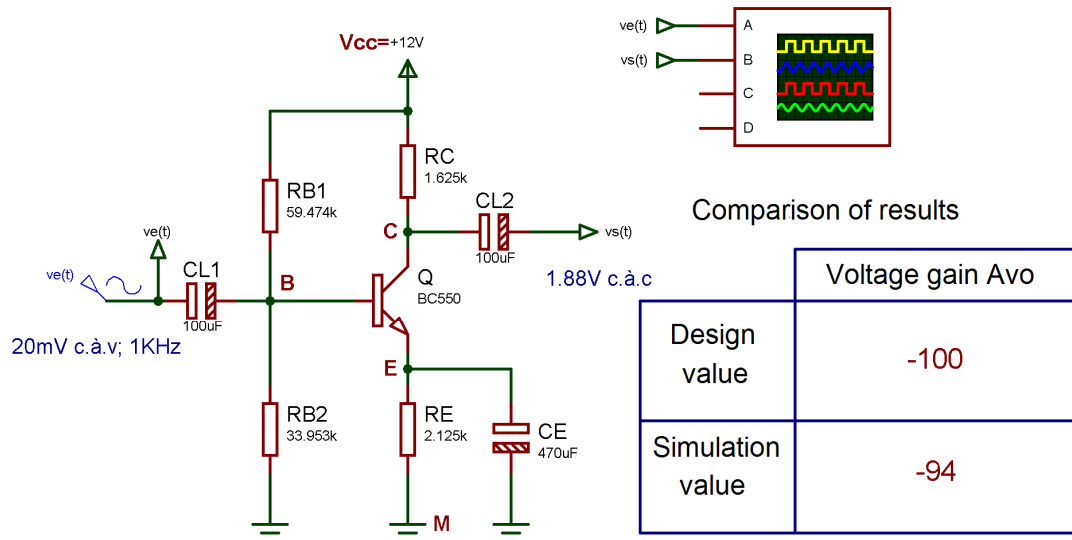 Vcc=+12V
RB1
59.474k
RC
1.625k
CL2
100uF
vs(t)
1.88V c.à.c
C
ve(t)
ve(t)
CL1
100uF
20mV c.à.v; 1KHz
B
Q
BC550
E
RB2
33.953k
RE
2.125k
CE
470uF
M
ve(t)
A
vs(t)
B
C
D
Comparison of results
Voltage gain Avo
Design
value
-100
Simulation
value
-94